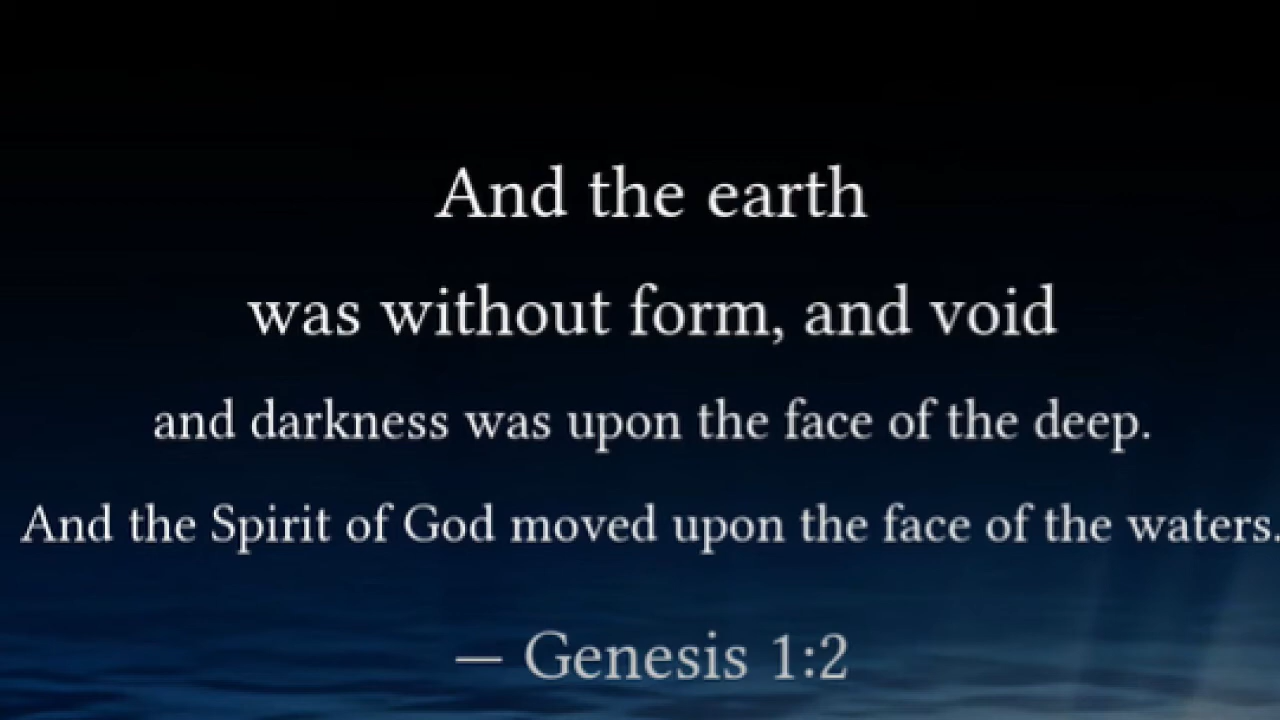 And the earth
was without form, and void
and darkness was upon the face of the deep.
And the Spirit of God moved upon the face of the waters.
— Genesis 1:2